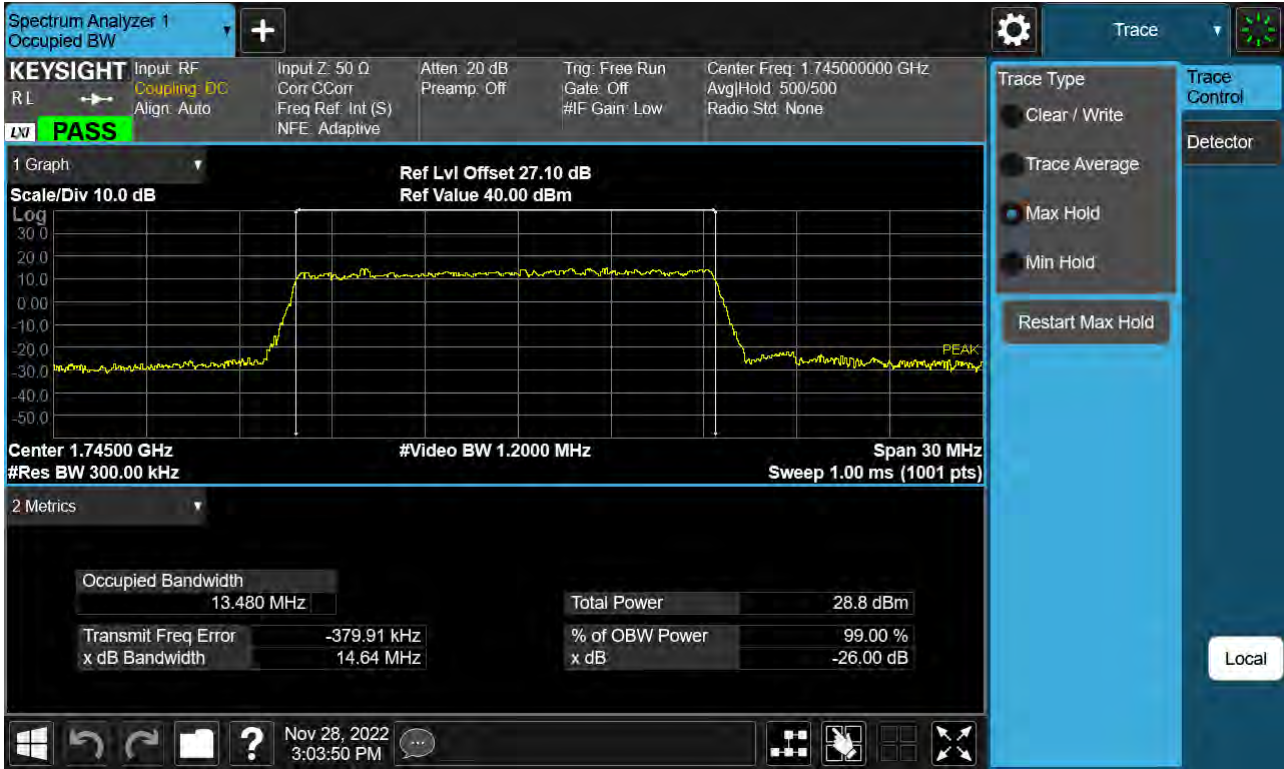 Spectrum Analyzer 1
Occupied BW
+
Trace
KEYSIGHT
RL
LXI
PASS
Input: RF
Coupling: DC
Align: Auto
Input Z: 50 Ω
Corr CCorr
Freq Ref: Int (S)
NFE: Adaptive
Atten: 20 dB
Preamp: Off
Trig: Free Run
Gate: Off
#IF Gain: Low
Center Freq: 1.745000000 GHz
Avg|Hold: 500/500
Radio Std: None
1 Graph
Scale/Div 10.0 dB
Ref Lvl Offset 27.10 dB
Ref Value 40.00 dBm
Log
30.0
20.0
10.0
0.00
-10.0
-20.0
-30.0
-40.0
-50.0
PEAK
Center 1.74500 GHz
#Video BW 1.2000 MHz
Span 30 MHz
#Res BW 300.00 kHz
Sweep 1.00 ms (1001 pts)
2 Metrics
Occupied Bandwidth
13.480 MHz
Total Power 28.8 dBm
Transmit Freq Error -379.91 kHz
% of OBW Power 99.00 %
x dB Bandwidth 14.64 MHz
x dB -26.00 dB
Trace Type
Clear / Write
Trace Average
Max Hold
Min Hold
Restart Max Hold
Trace
Control
Detector
Local
?
Nov 28, 2022
3:03:50 PM